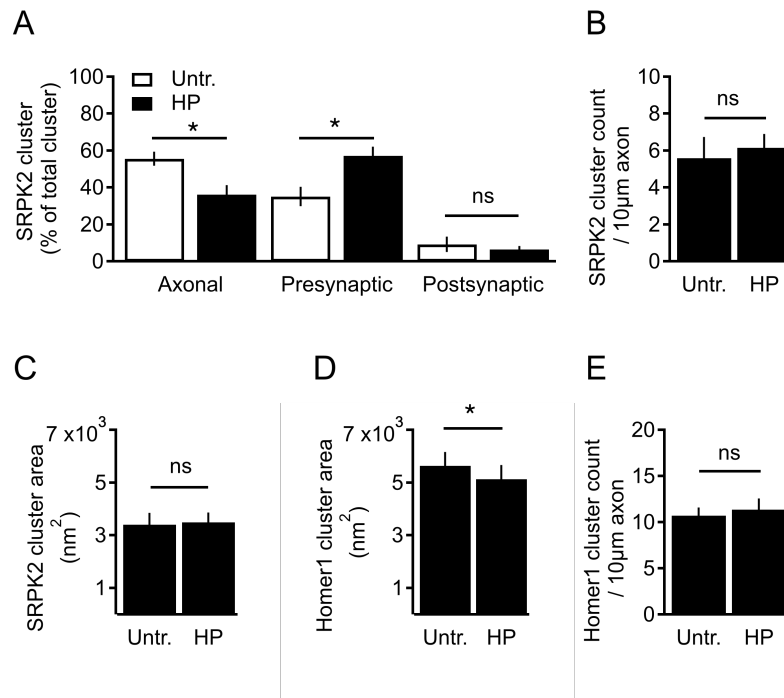 A
SRPK2 cluster
(% of total cluster)
100
80
60
40
20
0
Untr.
HP
*
*
ns
Axonal
Presynaptic
Postsynaptic
B
SRPK2 cluster count
/ 10µm axon
10
8
6
4
2
0
ns
Untr.
HP
C
SRPK2 cluster area
(nm²)
7 x10³
5
3
1
ns
Untr.
HP
D
Homer1 cluster area
(nm²)
7 x10³
5
3
1
*
Untr.
HP
E
Homer1 cluster count
/ 10µm axon
20
15
10
5
0
ns
Untr.
HP